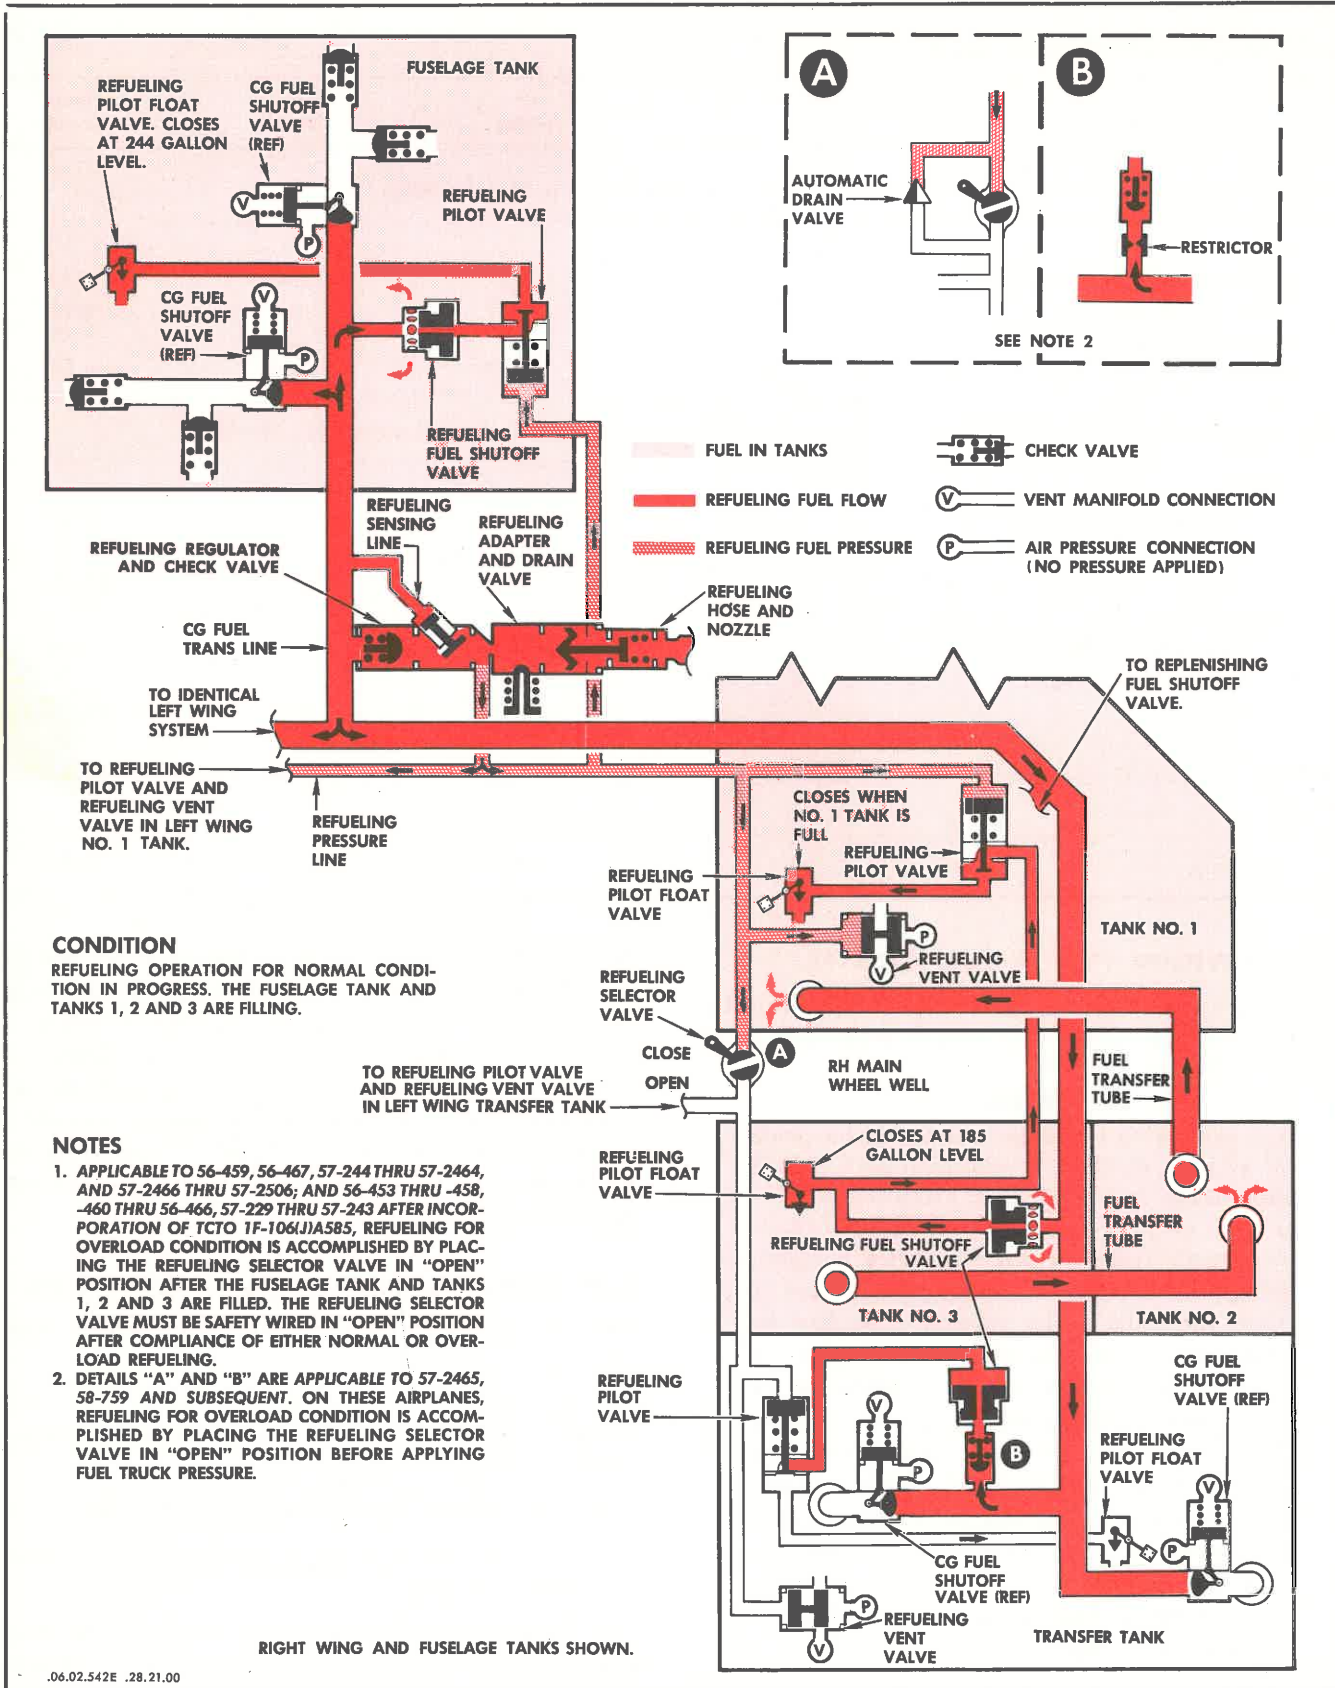 FUSELAGE TANK
REFUELING
PILOT FLOAT
VALVE. CLOSES
AT 244 GALLON
LEVEL.
CG FUEL
SHUTOFF
VALVE
(REF)
REFUELING
PILOT VALVE
V
P
CG FUEL
SHUTOFF
VALVE
(REF)
V
P
REFUELING
FUEL SHUTOFF
VALVE
A
AUTOMATIC
DRAIN
VALVE
B
RESTRICTOR
SEE NOTE 2
FUEL IN TANKS
CHECK VALVE
REFUELING FUEL FLOW
V
VENT MANIFOLD CONNECTION
REFUELING FUEL PRESSURE
P
AIR PRESSURE CONNECTION
(NO PRESSURE APPLIED)
REFUELING
SENSING
LINE
REFUELING
ADAPTER
AND DRAIN
VALVE
REFUELING REGULATOR
AND CHECK VALVE
REFUELING
HOSE AND
NOZZLE
CG FUEL
TRANS LINE
TO IDENTICAL
LEFT WING
SYSTEM
TO REPLENISHING
FUEL SHUTOFF
VALVE.
TO REFUELING
PILOT VALVE AND
REFUELING VENT
VALVE IN LEFT WING
NO. 1 TANK.
REFUELING
PRESSURE
LINE
CLOSES WHEN
NO. 1 TANK IS
FULL
REFUELING
PILOT VALVE
REFUELING
PILOT FLOAT
VALVE
TANK NO. 1
P
V
REFUELING
VENT VALVE
CONDITION
REFUELING OPERATION FOR NORMAL CONDI-
TION IN PROGRESS. THE FUSELAGE TANK AND
TANKS 1, 2 AND 3 ARE FILLING.
REFUELING
SELECTOR
VALVE
CLOSE
A
OPEN
RH MAIN
WHEEL WELL
FUEL
TRANSFER
TUBE
TO REFUELING PILOT VALVE
AND REFUELING VENT VALVE
IN LEFT WING TRANSFER TANK
CLOSES AT 185
GALLON LEVEL
REFUELING
PILOT FLOAT
VALVE
FUEL
TRANSFER
TUBE
REFUELING FUEL SHUTOFF
VALVE
TANK NO. 3
TANK NO. 2
NOTES
1. APPLICABLE TO 56-459, 56-467, 57-244 THRU 57-2464,
AND 57-2466 THRU 57-2506; AND 56-453 THRU -458,
-460 THRU 56-466, 57-229 THRU 57-243 AFTER INCOR-
PORATION OF TCTO 1F-106(J)A585, REFUELING FOR
OVERLOAD CONDITION IS ACCOMPLISHED BY PLAC-
ING THE REFUELING SELECTOR VALVE IN "OPEN"
POSITION AFTER THE FUSELAGE TANK AND TANKS
1, 2 AND 3 ARE FILLED. THE REFUELING SELECTOR
VALVE MUST BE SAFETY WIRED IN "OPEN" POSITION
AFTER COMPLIANCE OF EITHER NORMAL OR OVER-
LOAD REFUELING.
2. DETAILS "A" AND "B" ARE APPLICABLE TO 57-2465,
58-759 AND SUBSEQUENT. ON THESE AIRPLANES,
REFUELING FOR OVERLOAD CONDITION IS ACCOM-
PLISHED BY PLACING THE REFUELING SELECTOR
VALVE IN "OPEN" POSITION BEFORE APPLYING
FUEL TRUCK PRESSURE.
REFUELING
PILOT
VALVE
V
P
B
CG FUEL
SHUTOFF
VALVE (REF)
REFUELING
PILOT FLOAT
VALVE
V
P
CG FUEL
SHUTOFF
VALVE (REF)
P
V
REFUELING
VENT
VALVE
TRANSFER TANK
RIGHT WING AND FUSELAGE TANKS SHOWN.
.06.02.542E .28.21.00